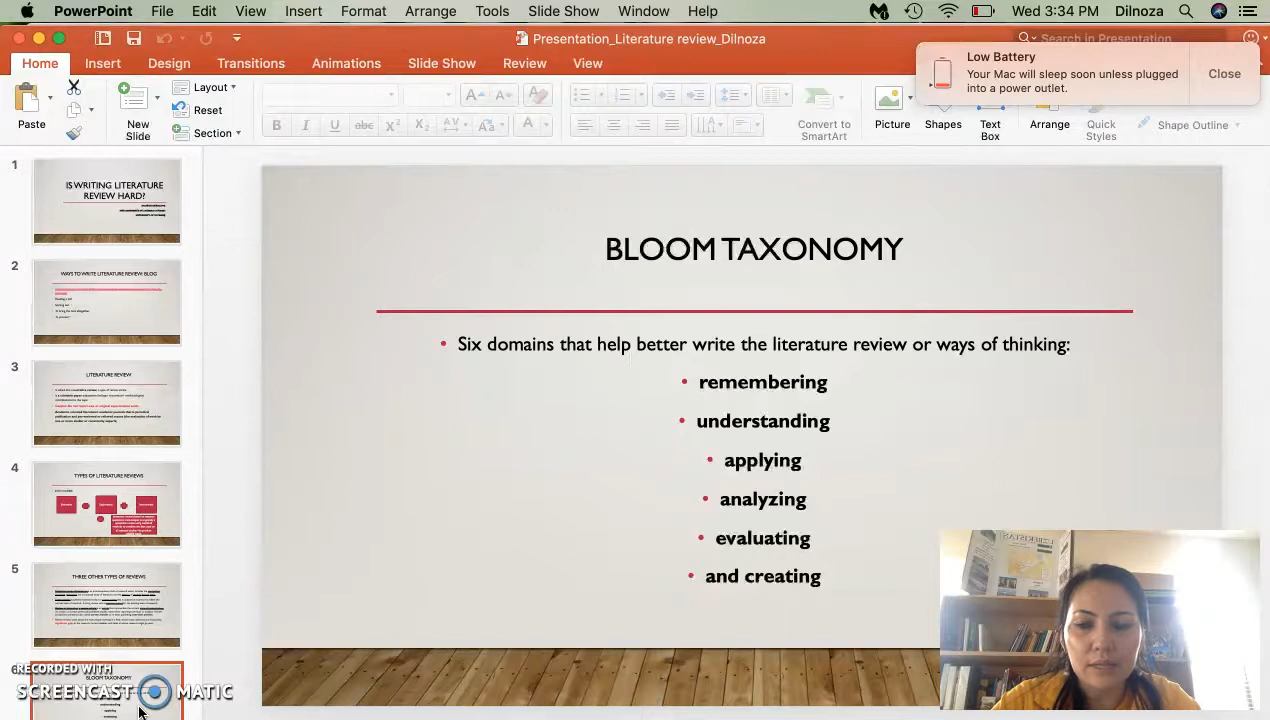 PowerPoint File Edit View Insert Format Arrange Tools Slide Show Window Help Wed 3:34 PM Dilnoza
Presentation_Literature review_Dilnoza
Search in Presentation
Home Insert Design Transitions Animations Slide Show Review View
Low Battery
Your Mac will sleep soon unless plugged
into a power outlet.
Close
Paste
New
Slide
Layout
Reset
Section
Convert to
SmartArt
Picture
Shapes
Text
Box
Arrange
Quick
Styles
Shape Outline
1
IS WRITING LITERATURE
REVIEW HARD?
2
WAYS TO WRITE LITERATURE REVIEW: BLOG
3
LITERATURE REVIEW
4
TYPES OF LITERATURE REVIEWS
5
THREE OTHER TYPES OF REVIEWS
6
BLOOM TAXONOMY
understanding
applying
BLOOM TAXONOMY
• Six domains that help better write the literature review or ways of thinking:
• remembering
• understanding
• applying
• analyzing
• evaluating
• and creating
UZBEKISTAN
RECORDED WITH
SCREENCAST MATIC